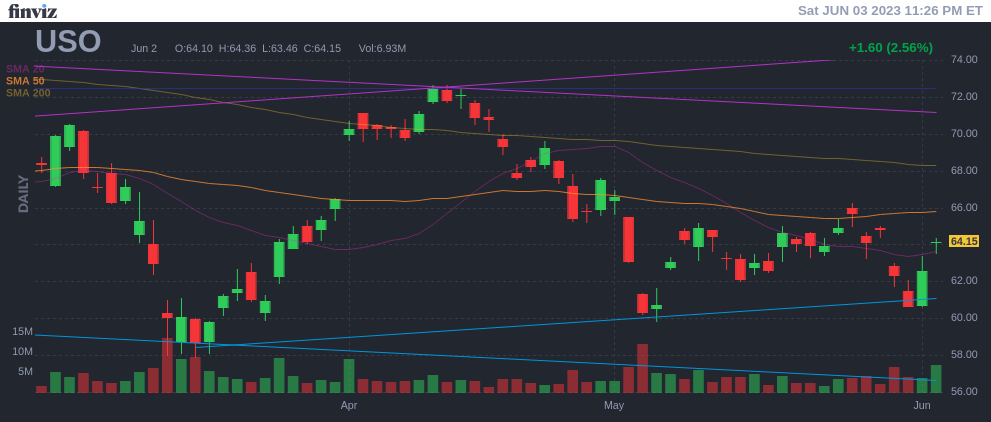 finviz
Sat JUN 03 2023 11:26 PM ET
USO Jun 2 O:64.10 H:64.36 L:63.46 C:64.15 Vol:6.93M +1.60 (2.56%)
74.00
SMA 20
SMA 50
SMA 200
72.00
70.00
68.00
DAILY
66.00
64.15
62.00
60.00
15M
10M
58.00
5M
56.00
Apr May Jun